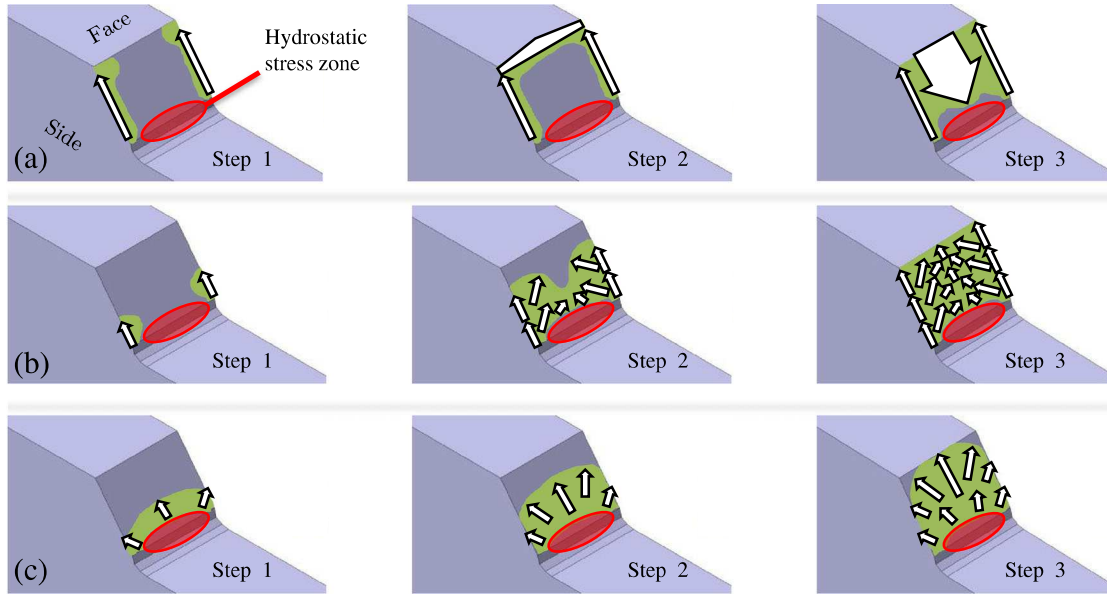 Face
Hydrostatic
stress zone
Side
(a)
Step 1
Step 2
Step 3
(b)
Step 1
Step 2
Step 3
(c)
Step 1
Step 2
Step 3